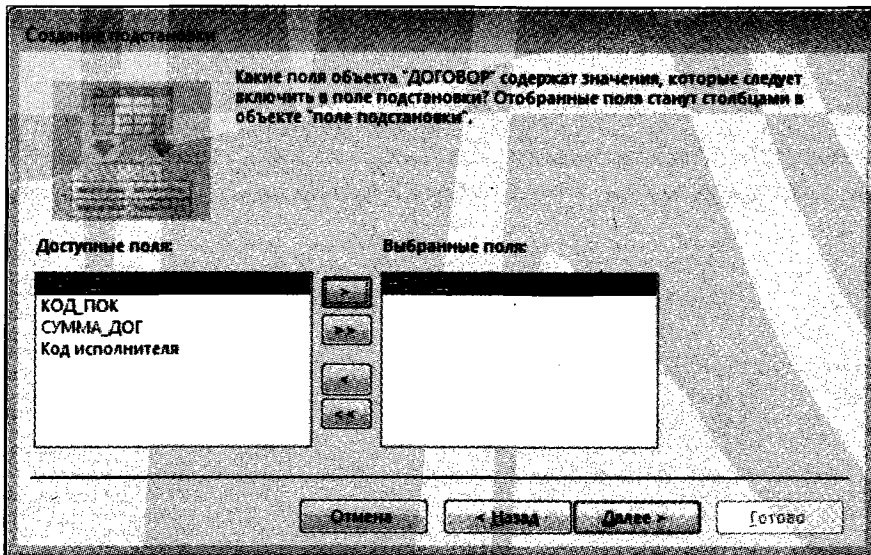 Создание подстановки
Какие поля объекта "ДОГОВОР" содержат значения, которые следует
включить в поле подстановки? Отобранные поля станут столбцами в
объекте "поле подстановки".
Доступные поля:
Выбранные поля:
КОД_ПОК
СУММА_ДОГ
Код исполнителя
>
>>
<
<<
Отмена
< Назад
Далее >
Готово